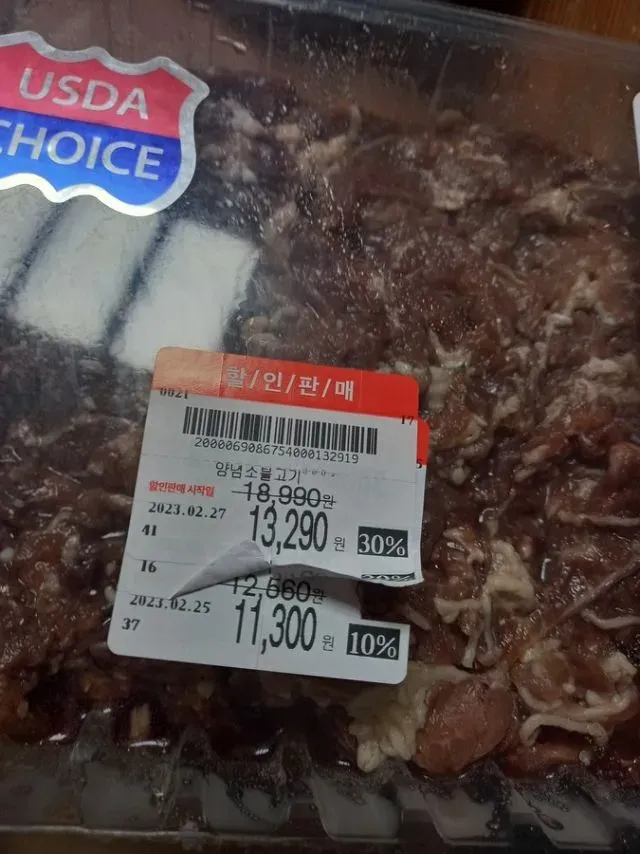 USDA
CHOICE
할/인/판/매
0021
17
2000069086754000132919
양념소불고기
할인판매 시작일
18,990원
2023.02.27
13,290원
30%
41
16
12,560원
2023.02.25
11,300원
10%
37